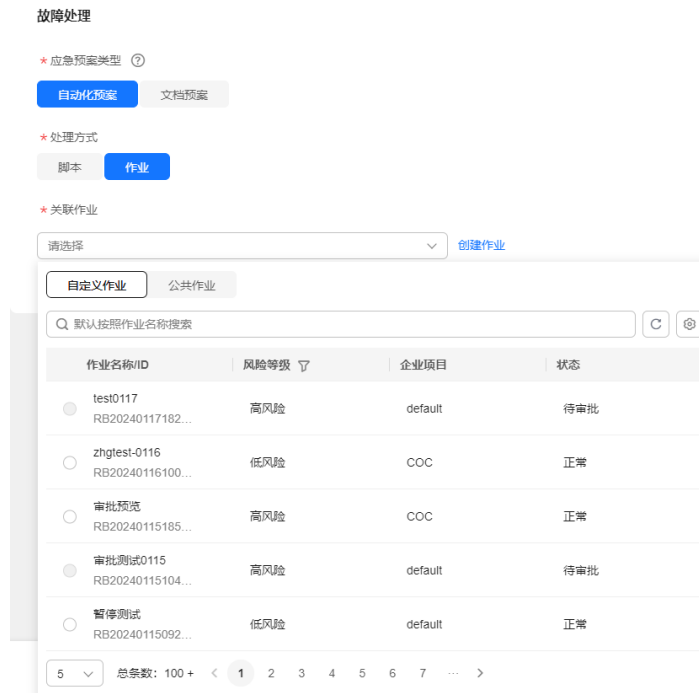 故障处理
* 应急预案类型 ?
自动化预案 文档预案
* 处理方式
脚本 作业
* 关联作业
请选择 创建作业
自定义作业 公共作业
默认按照作业名称搜索
作业名称/ID 风险等级 企业项目 状态
test0117
RB20240117182... 高风险 default 待审批
zhgtest-0116
RB20240116100... 低风险 COC 正常
审批预览
RB20240115185... 高风险 COC 正常
审批测试0115
RB20240115104... 高风险 default 待审批
暂停测试
RB20240115092... 低风险 default 正常
5 总条数：100 + < 1 2 3 4 5 6 7 ... >